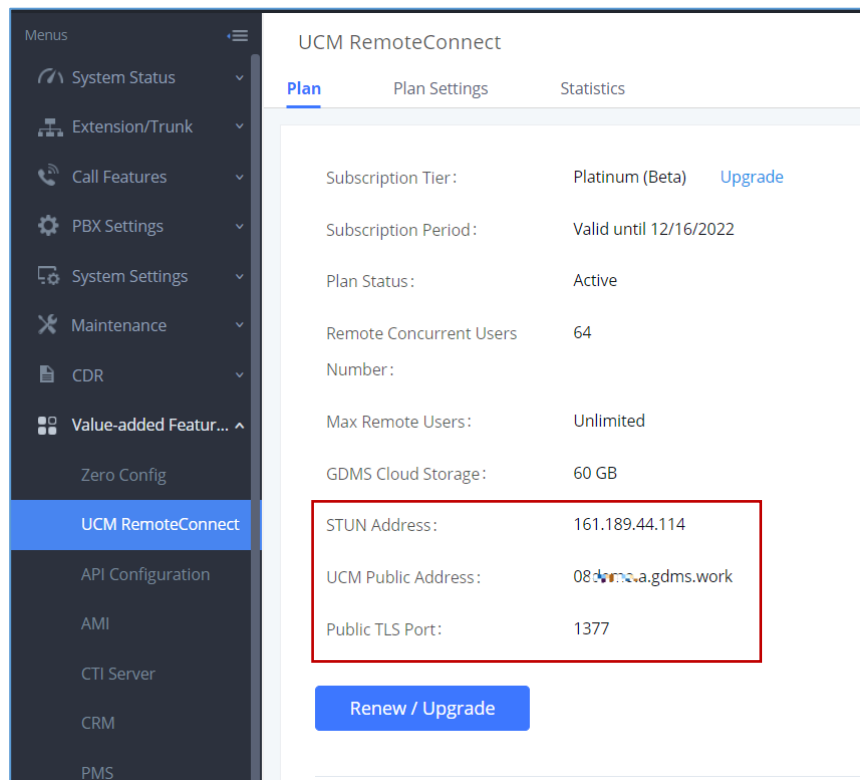 Menus
System Status
Extension/Trunk
Call Features
PBX Settings
System Settings
Maintenance
CDR
Value-added Featur...
Zero Config
UCM RemoteConnect
API Configuration
AMI
CTI Server
CRM
PMS
UCM RemoteConnect
Plan Plan Settings Statistics
Subscription Tier: Platinum (Beta) Upgrade
Subscription Period: Valid until 12/16/2022
Plan Status: Active
Remote Concurrent Users 64
Number:
Max Remote Users: Unlimited
GDMS Cloud Storage: 60 GB
STUN Address: 161.189.44.114
UCM Public Address: a.gdms.work
Public TLS Port: 1377
Renew / Upgrade